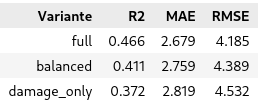 Variante R2 MAE RMSE
full 0.466 2.679 4.185
balanced 0.411 2.759 4.389
damage_only 0.372 2.819 4.532